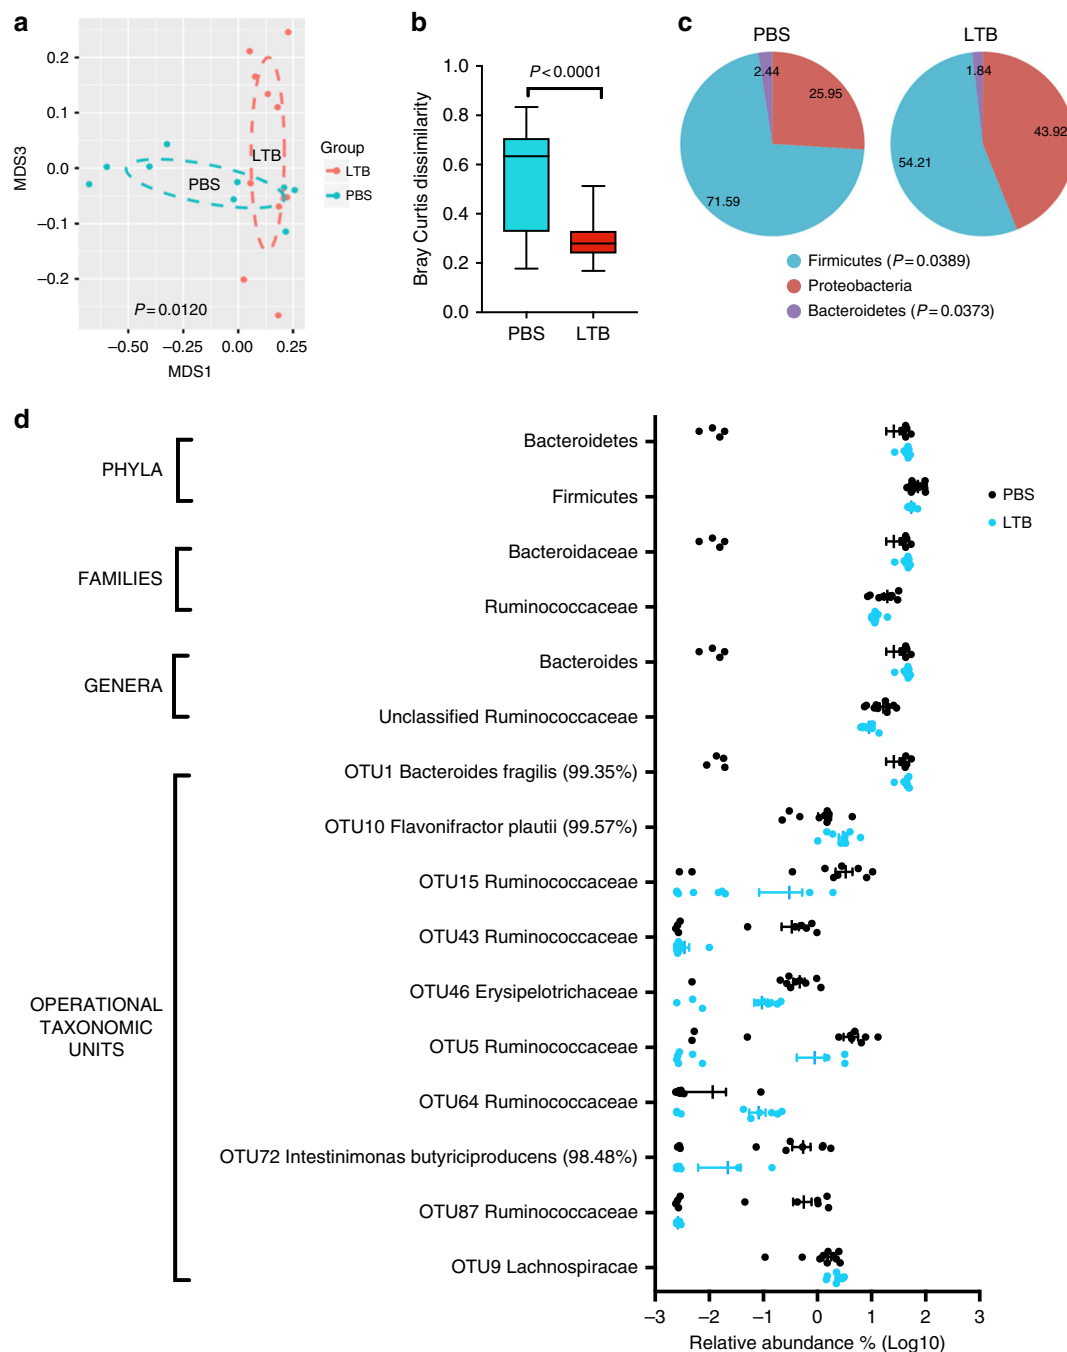 a
MDS3
0.2
0.1
0.0
−0.1
−0.2
LTB
PBS
P=0.0120
−0.50
−0.25
0.00
0.25
MDS1
Group
LTB
PBS
b
Bray Curtis dissimilarity
1.0
0.8
0.6
0.4
0.2
0.0
P<0.0001
PBS
LTB
c
PBS
LTB
2.44
25.95
71.59
1.84
43.92
54.21
Firmicutes (P=0.0389)
Proteobacteria
Bacteroidetes (P=0.0373)
d
PHYLA
Bacteroidetes
Firmicutes
FAMILIES
Bacteroidaceae
Ruminococcaceae
GENERA
Bacteroides
Unclassified Ruminococcaceae
OPERATIONAL
TAXONOMIC
UNITS
OTU1 Bacteroides fragilis (99.35%)
OTU10 Flavonifractor plautii (99.57%)
OTU15 Ruminococcaceae
OTU43 Ruminococcaceae
OTU46 Erysipelotrichaceae
OTU5 Ruminococcaceae
OTU64 Ruminococcaceae
OTU72 Intestinimonas butyriciproducens (98.48%)
OTU87 Ruminococcaceae
OTU9 Lachnospiracae
PBS
LTB
−3
−2
−1
0
1
2
3
Relative abundance % (Log10)